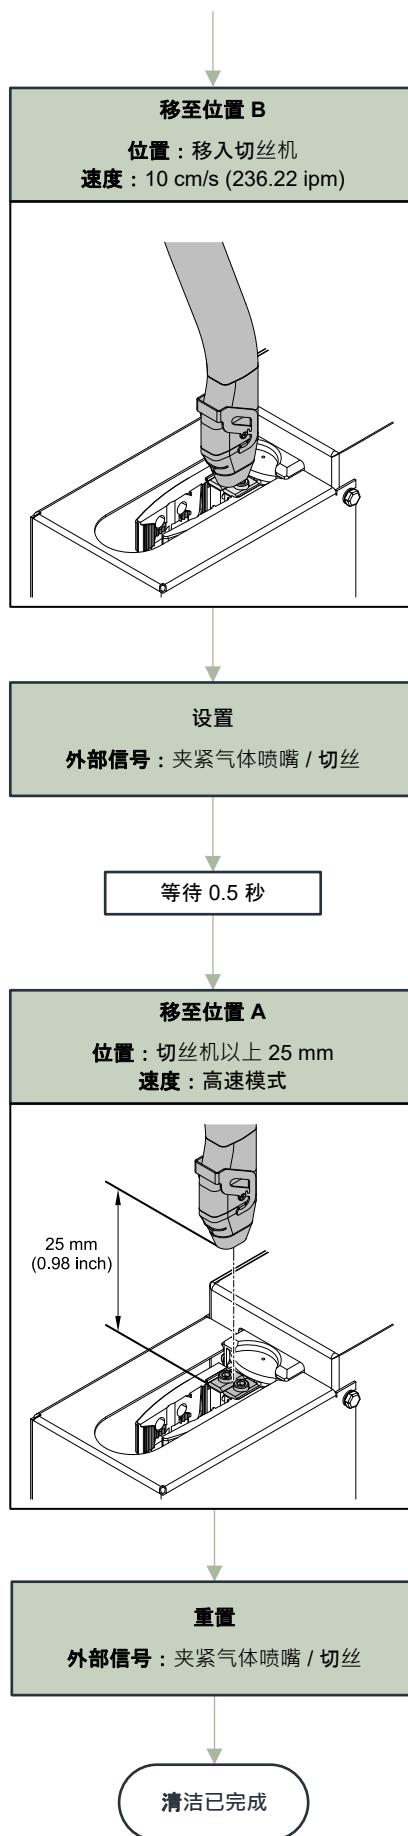 移至位置 B
位置：移入切丝机
速度：10 cm/s (236.22 ipm)
设置
外部信号：夹紧气体喷嘴 / 切丝
等待 0.5 秒
移至位置 A
位置：切丝机以上 25 mm
速度：高速模式
25 mm
(0.98 inch)
重置
外部信号：夹紧气体喷嘴 / 切丝
清洁已完成